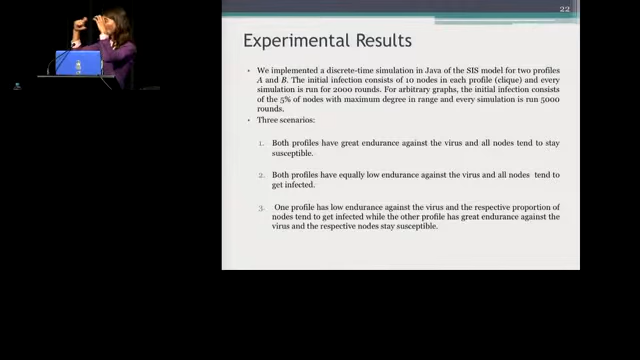 22
Experimental Results
• We implemented a discrete-time simulation in Java of the SIS model for two profiles
A and B. The initial infection consists of 10 nodes in each profile (clique) and every
simulation is run for 2000 rounds. For arbitrary graphs, the initial infection consists
of the 5% of nodes with maximum degree in range and every simulation is run 5000
rounds.
• Three scenarios:
1. Both profiles have great endurance against the virus and all nodes tend to stay
susceptible.
2. Both profiles have equally low endurance against the virus and all nodes tend to
get infected.
3. One profile has low endurance against the virus and the respective proportion of
nodes tend to get infected while the other profile has great endurance against the
virus and the respective nodes stay susceptible.